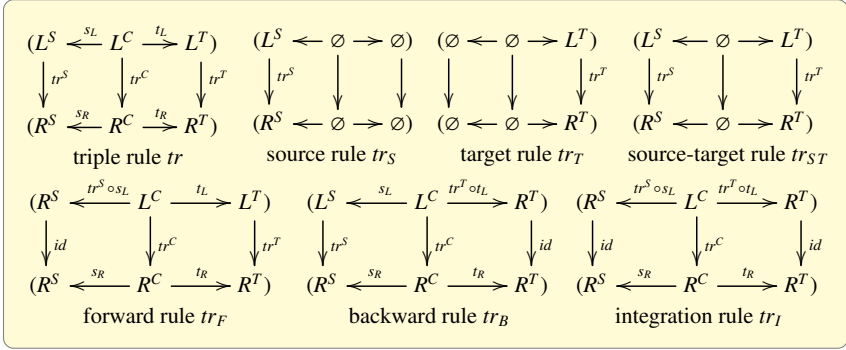 (L^S ←s_L L^C t_L→ L^T) (L^S ← ∅ → ∅) (∅ ← ∅ → L^T) (L^S ← ∅ → L^T)
tr^S tr^C tr^T tr^S tr^T tr^S tr^T
(R^S ←s_R R^C t_R→ R^T) (R^S ← ∅ → ∅) (∅ ← ∅ → R^T) (R^S ← ∅ → R^T)
triple rule tr source rule tr_S target rule tr_T source-target rule tr_ST
(R^S ←tr^S∘s_L L^C t_L→ L^T) (L^S ←s_L L^C tr^T∘t_L→ R^T) (R^S ←tr^S∘s_L L^C tr^T∘t_L→ R^T)
id tr^C tr^T tr^S tr^C id id tr^C id
(R^S ←s_R R^C t_R→ R^T) (R^S ←s_R R^C t_R→ R^T) (R^S ←s_R R^C t_R→ R^T)
forward rule tr_F backward rule tr_B integration rule tr_I